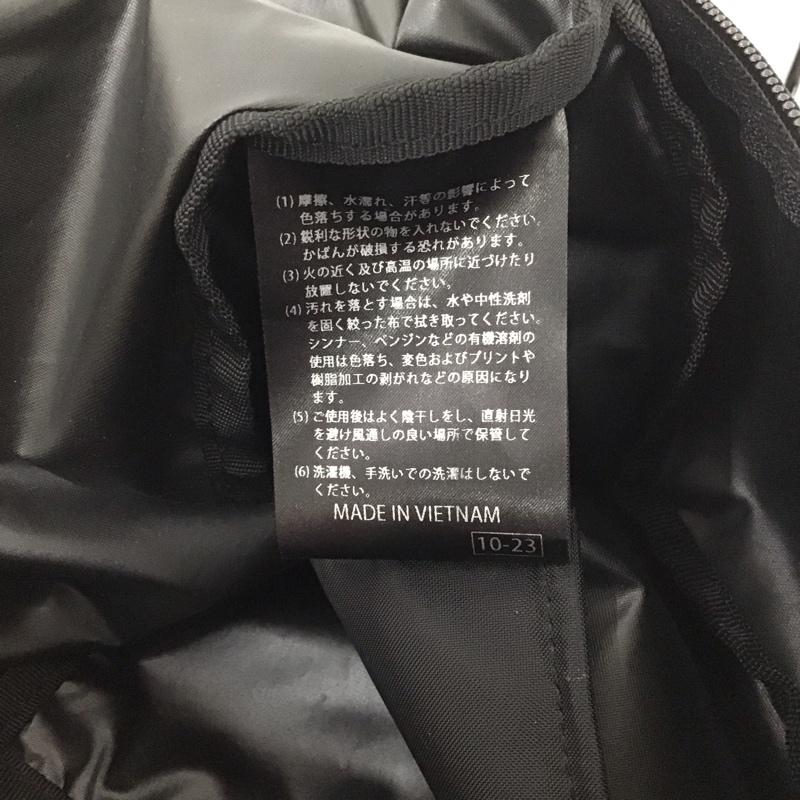 (1) 摩擦、水濡れ、汗等の影響によって
色落ちする場合があります。
(2) 鋭利な形状の物を入れないでください。
かばんが破損する恐れがあります。
(3) 火の近く及び高温の場所に近づけたり
放置しないでください。
(4) 汚れを落とす場合は、水や中性洗剤
を固く絞った布で拭き取ってください。
シンナー、ベンジンなどの有機溶剤の
使用は色落ち、変色およびプリントや
樹脂加工の剥がれなどの原因になり
ます。
(5) ご使用後はよく陰干しをし、直射日光
を避け風通しの良い場所で保管して
ください。
(6) 洗濯機、手洗いでの洗濯はしないで
ください。
MADE IN VIETNAM
10-23